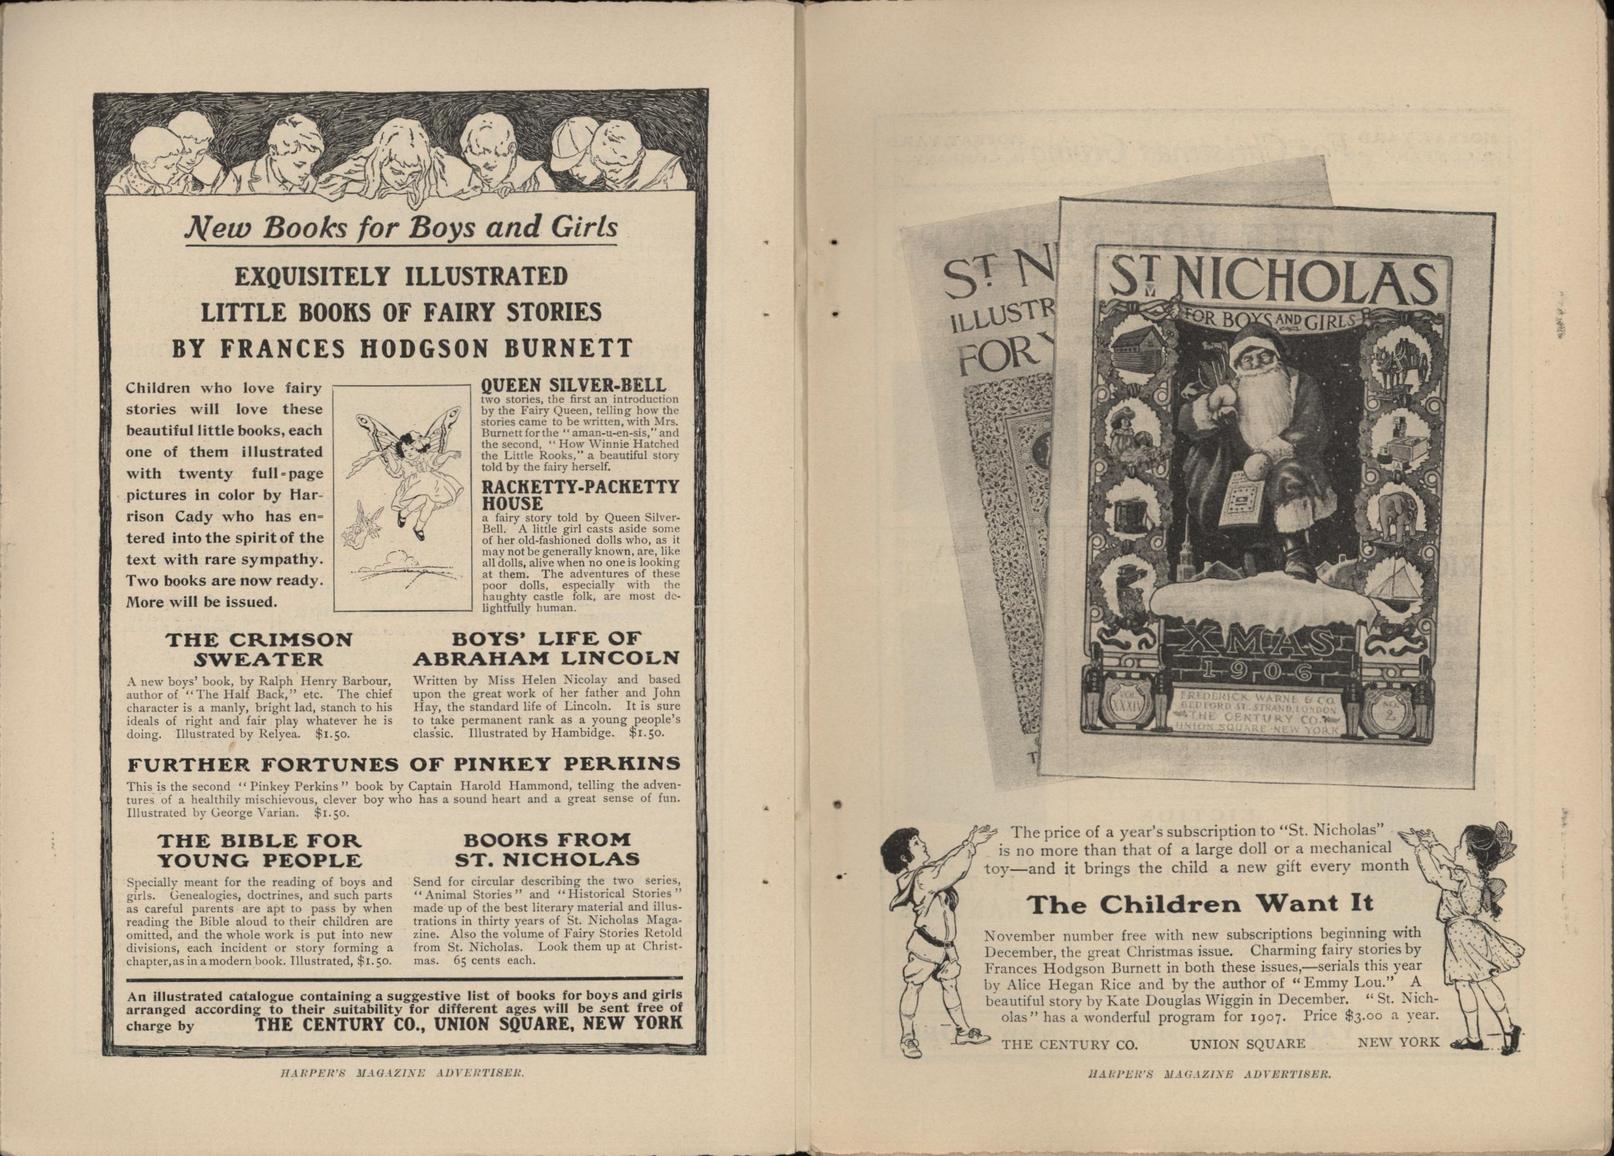 New Books for Boys and Girls
EXQUISITELY ILLUSTRATED
LITTLE BOOKS OF FAIRY STORIES
BY FRANCES HODGSON BURNETT
Children who love fairy
stories will love these
beautiful little books, each
one of them illustrated
with twenty full-page
pictures in color by Har-
rison Cady who has en-
tered into the spirit of the
text with rare sympathy.
Two books are now ready.
More will be issued.
QUEEN SILVER-BELL
two stories, the first an introduction
by the Fairy Queen, telling how the
stories came to be written, with Mrs.
Burnett for the "aman-u-en-sis," and
the second, "How Winnie Hatched
the Little Rooks," a beautiful story
told by the fairy herself.
RACKETTY-PACKETTY
HOUSE
a fairy story told by Queen Silver-
Bell. A little girl casts aside some
of her old-fashioned dolls who, as it
may not be generally known, are, like
all dolls, alive when no one is looking
at them. The adventures of these
poor dolls, especially with the
haughty castle folk, are most de-
lightfully human.
THE CRIMSON
SWEATER
A new boys' book, by Ralph Henry Barbour,
author of "The Half Back," etc. The chief
character is a manly, bright lad, stanch to his
ideals of right and fair play whatever he is
doing. Illustrated by Relyea. $1.50.
BOYS' LIFE OF
ABRAHAM LINCOLN
Written by Miss Helen Nicolay and based
upon the great work of her father and John
Hay, the standard life of Lincoln. It is sure
to take permanent rank as a young people's
classic. Illustrated by Hambidge. $1.50.
FURTHER FORTUNES OF PINKEY PERKINS
This is the second "Pinkey Perkins" book by Captain Harold Hammond, telling the adven-
tures of a healthily mischievous, clever boy who has a sound heart and a great sense of fun.
Illustrated by George Varian. $1.50.
THE BIBLE FOR
YOUNG PEOPLE
Specially meant for the reading of boys and
girls. Genealogies, doctrines, and such parts
as careful parents are apt to pass by when
reading the Bible aloud to their children are
omitted, and the whole work is put into new
divisions, each incident or story forming a
chapter, as in a modern book. Illustrated, $1.50.
BOOKS FROM
ST. NICHOLAS
Send for circular describing the two series,
"Animal Stories" and "Historical Stories"
made up of the best literary material and illus-
trations in thirty years of St. Nicholas Maga-
zine. Also the volume of Fairy Stories Retold
from St. Nicholas. Look them up at Christ-
mas. 65 cents each.
An illustrated catalogue containing a suggestive list of books for boys and girls
arranged according to their suitability for different ages will be sent free of
charge by THE CENTURY CO., UNION SQUARE, NEW YORK
HARPER'S MAGAZINE ADVERTISER.
ST. N
ILLUSTR
FOR Y
T
ST. NICHOLAS
FOR BOYS AND GIRLS
XMAS
1906
VOL.
XXXIV
FREDERICK WARNE & CO.
BEDFORD ST. STRAND, LONDON
THE CENTURY CO.
UNION SQUARE NEW YORK
NO.
2.
The price of a year's subscription to "St. Nicholas"
is no more than that of a large doll or a mechanical
toy—and it brings the child a new gift every month
The Children Want It
November number free with new subscriptions beginning with
December, the great Christmas issue. Charming fairy stories by
Frances Hodgson Burnett in both these issues,—serials this year
by Alice Hegan Rice and by the author of "Emmy Lou." A
beautiful story by Kate Douglas Wiggin in December. "St. Nich-
olas" has a wonderful program for 1907. Price $3.00 a year.
THE CENTURY CO. UNION SQUARE NEW YORK
HARPER'S MAGAZINE ADVERTISER.